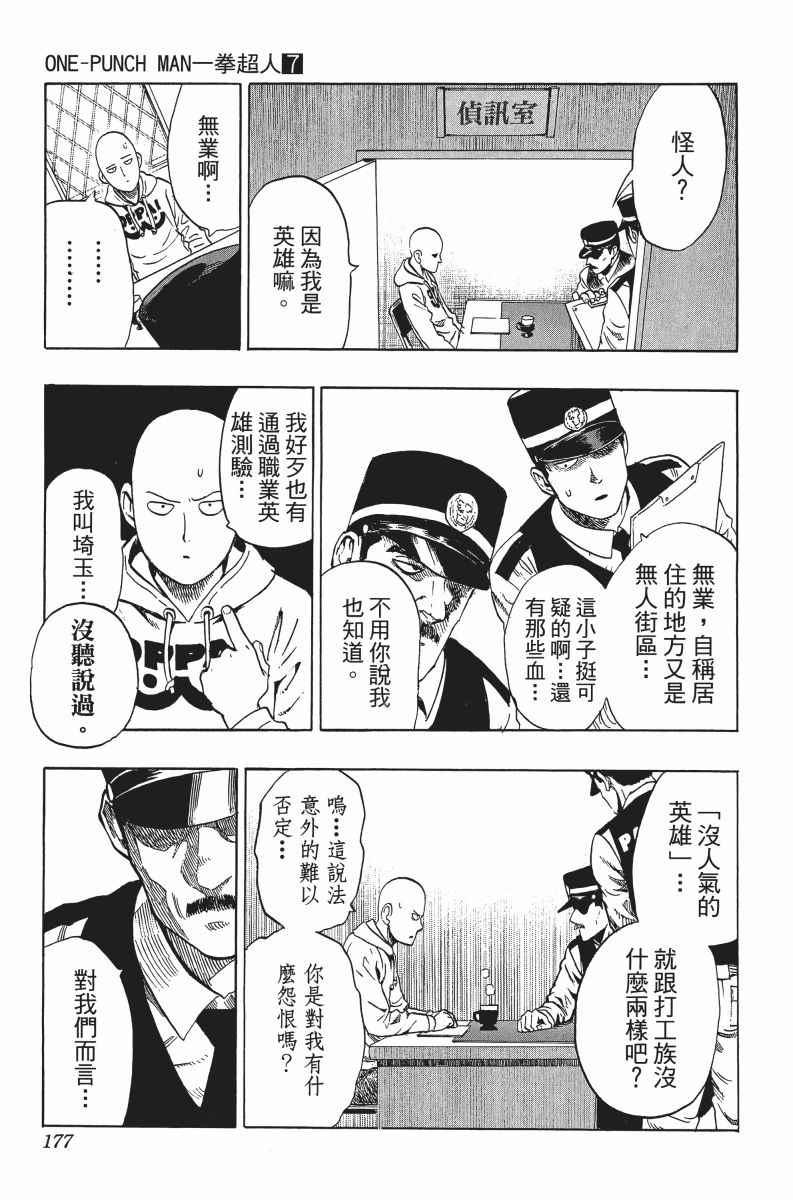 ONE-PUNCH MAN一拳超人7
偵訊室
怪人？
因為我是
英雄嘛。
無業啊…
……
………
無業，自稱居
住的地方又是
無人街區…
這小子挺可
疑的啊…還
有那些血…
不用你說我
也知道。
我好歹也有
通過職業英
雄測驗…
我叫埼玉…
沒聽說過。
OPPAI
「沒人氣的
英雄」…
就跟打工族沒
什麼兩樣吧？
嗚…這說法
意外的難以
否定…
你是對我有什
麼怨恨嗎？
對我們而言…
177